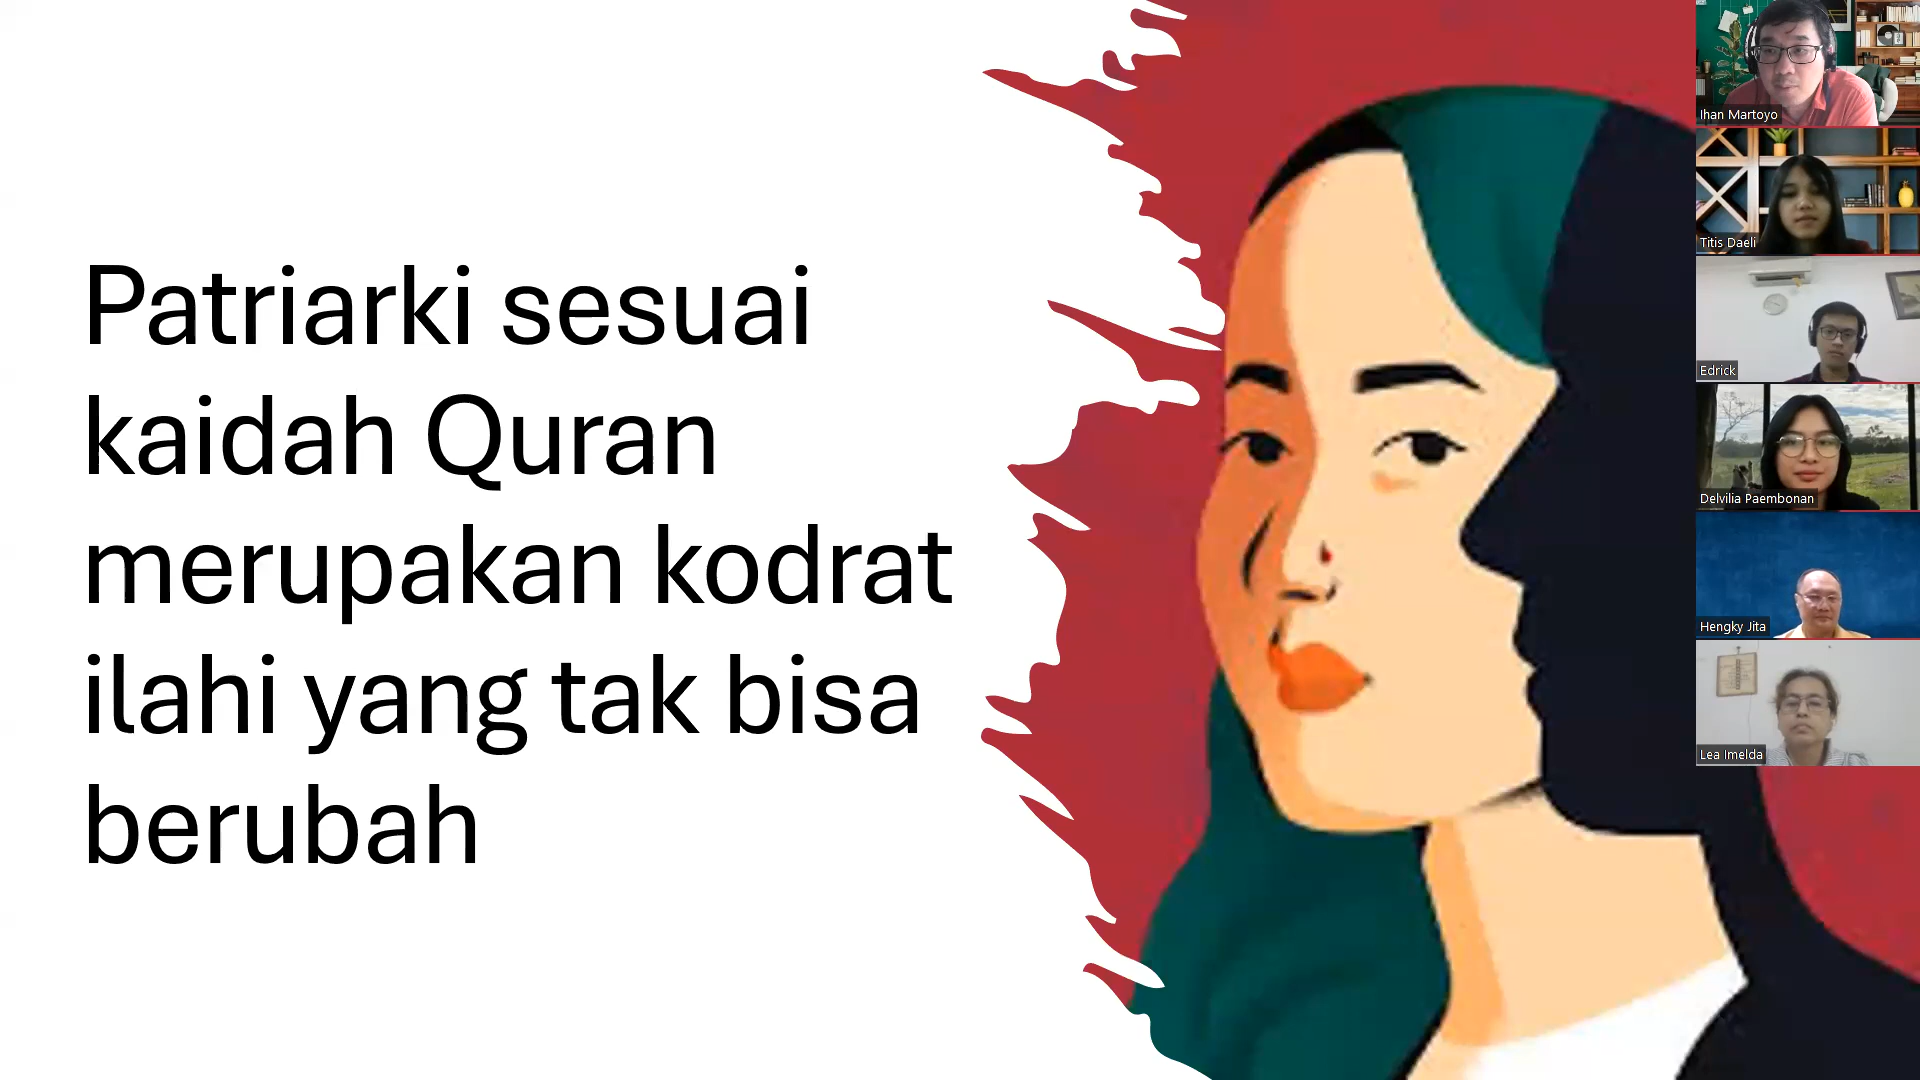 Patriarki sesuai
kaidah Quran
merupakan kodrat
ilahi yang tak bisa
berubah
Ihan Martoyo
Titis Daeli
Edrick
Delvilia Paembonan
Hengky Jita
Lea Imelda